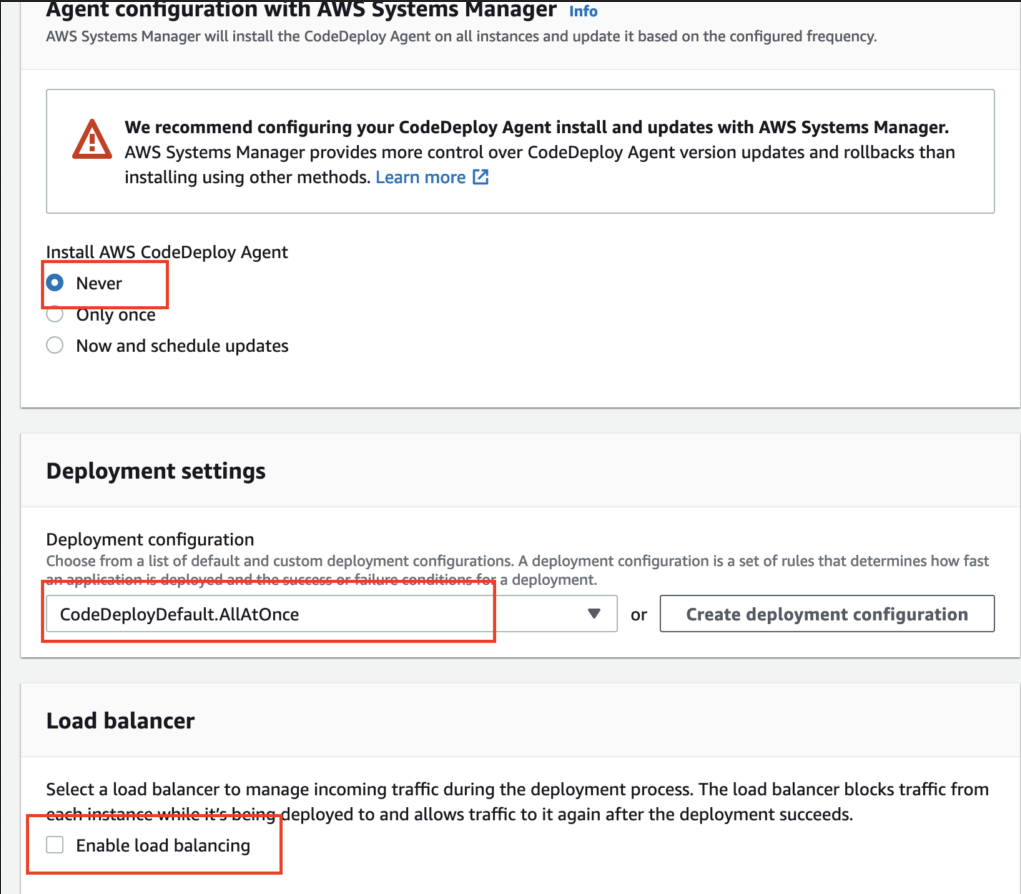 Agent configuration with AWS Systems Manager Info
AWS Systems Manager will install the CodeDeploy Agent on all instances and update it based on the configured frequency.
We recommend configuring your CodeDeploy Agent install and updates with AWS Systems Manager.
AWS Systems Manager provides more control over CodeDeploy Agent version updates and rollbacks than
installing using other methods. Learn more
Install AWS CodeDeploy Agent
Never
Only once
Now and schedule updates
Deployment settings
Deployment configuration
Choose from a list of default and custom deployment configurations. A deployment configuration is a set of rules that determines how fast
an application is deployed and the success or failure conditions for a deployment.
CodeDeployDefault.AllAtOnce
or
Create deployment configuration
Load balancer
Select a load balancer to manage incoming traffic during the deployment process. The load balancer blocks traffic from
each instance while it's being deployed to and allows traffic to it again after the deployment succeeds.
Enable load balancing